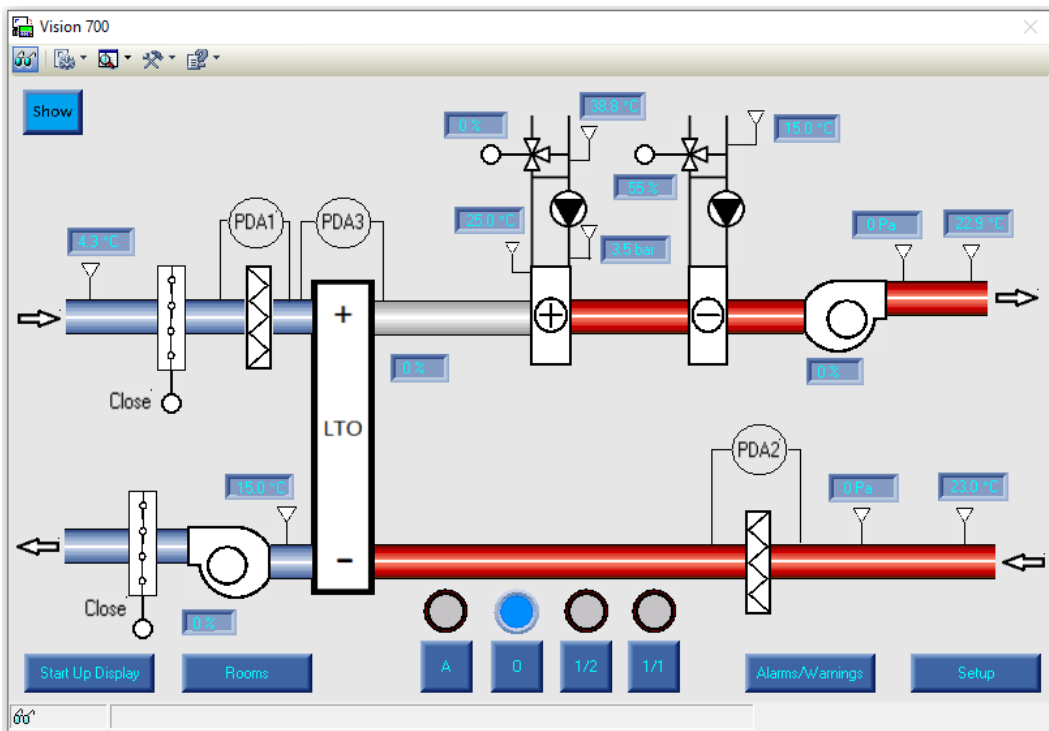 Vision 700
Show
38.8 °C
0 %
15.0 °C
55 %
PDA1
PDA3
25.0 °C
0 Pa
22.9 °C
4.3 °C
3.5 bar
+
0 %
0 %
Close
LTO
PDA2
15.0 °C
0 Pa
23.0 °C
-
Close
0 %
A
0
1/2
1/1
Start Up Display
Rooms
Alarms/Warnings
Setup